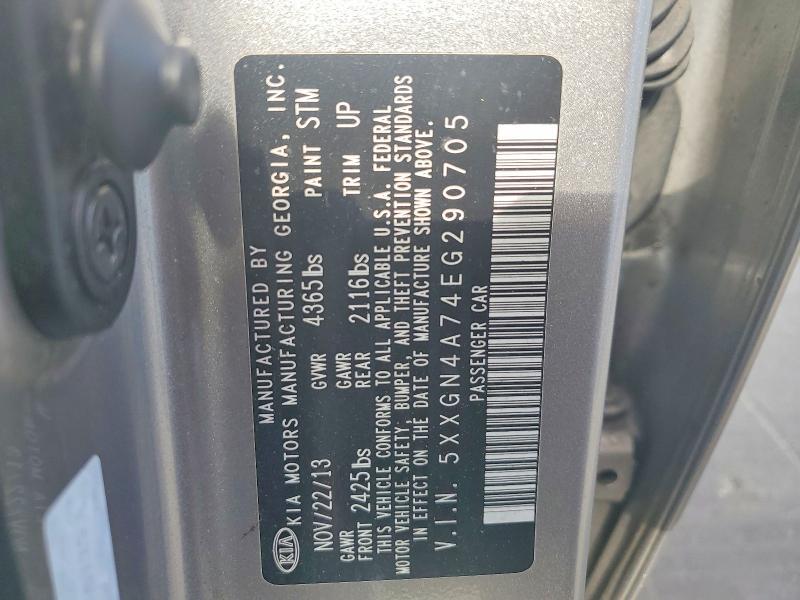 MANUFACTURED BY
KIA KIA MOTORS MANUFACTURING GEORGIA, INC.
NOV/22/13 GVWR 4365lbs PAINT STM
GAWR FRONT 2425lbs GAWR REAR 2116lbs TRIM UP
THIS VEHICLE CONFORMS TO ALL APPLICABLE U.S.A. FEDERAL
MOTOR VEHICLE SAFETY, BUMPER, AND THEFT PREVENTION STANDARDS
IN EFFECT ON THE DATE OF MANUFACTURE SHOWN ABOVE.
V.I.N. 5XXGN4A74EG290705
PASSENGER CAR